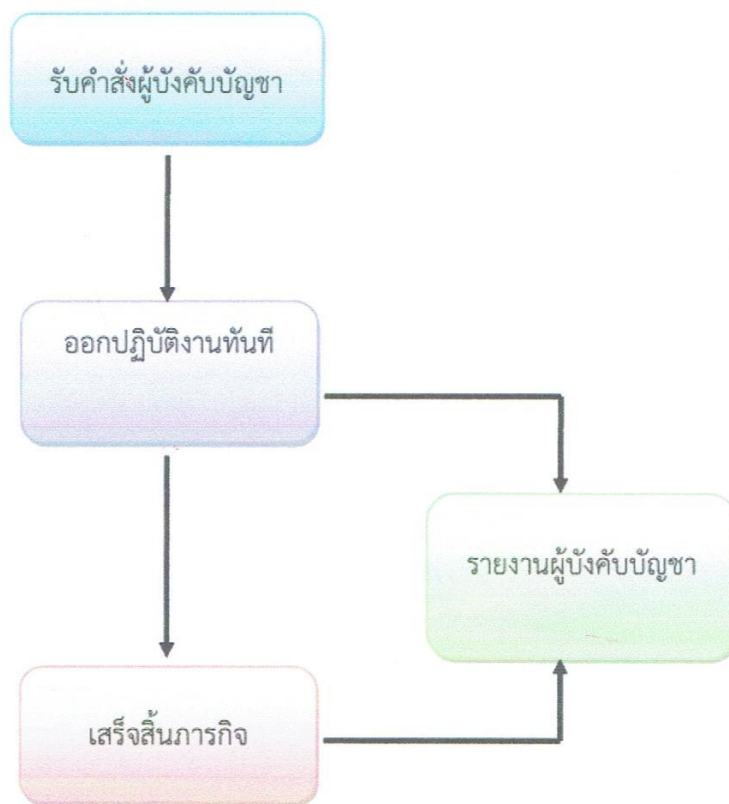 รับคำสั่งผู้บังคับบัญชา
ออกปฏิบัติงานทันที
รายงานผู้บังคับบัญชา
เสร็จสิ้นภารกิจ